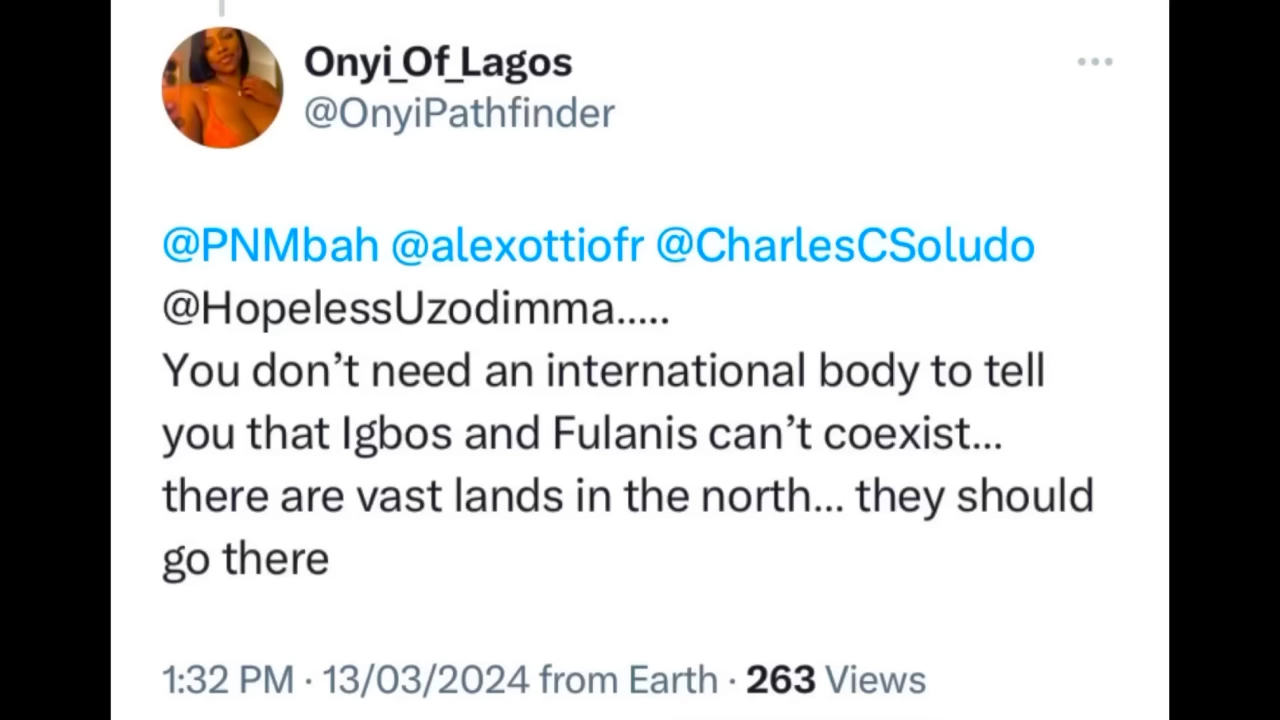 Onyi_Of_Lagos
@OnyiPathfinder
@PNMbah @alexottiofr @CharlesCSoludo
@HopelessUzodimma.....
You don’t need an international body to tell
you that Igbos and Fulanis can’t coexist...
there are vast lands in the north... they should
go there
1:32 PM · 13/03/2024 from Earth · 263 Views